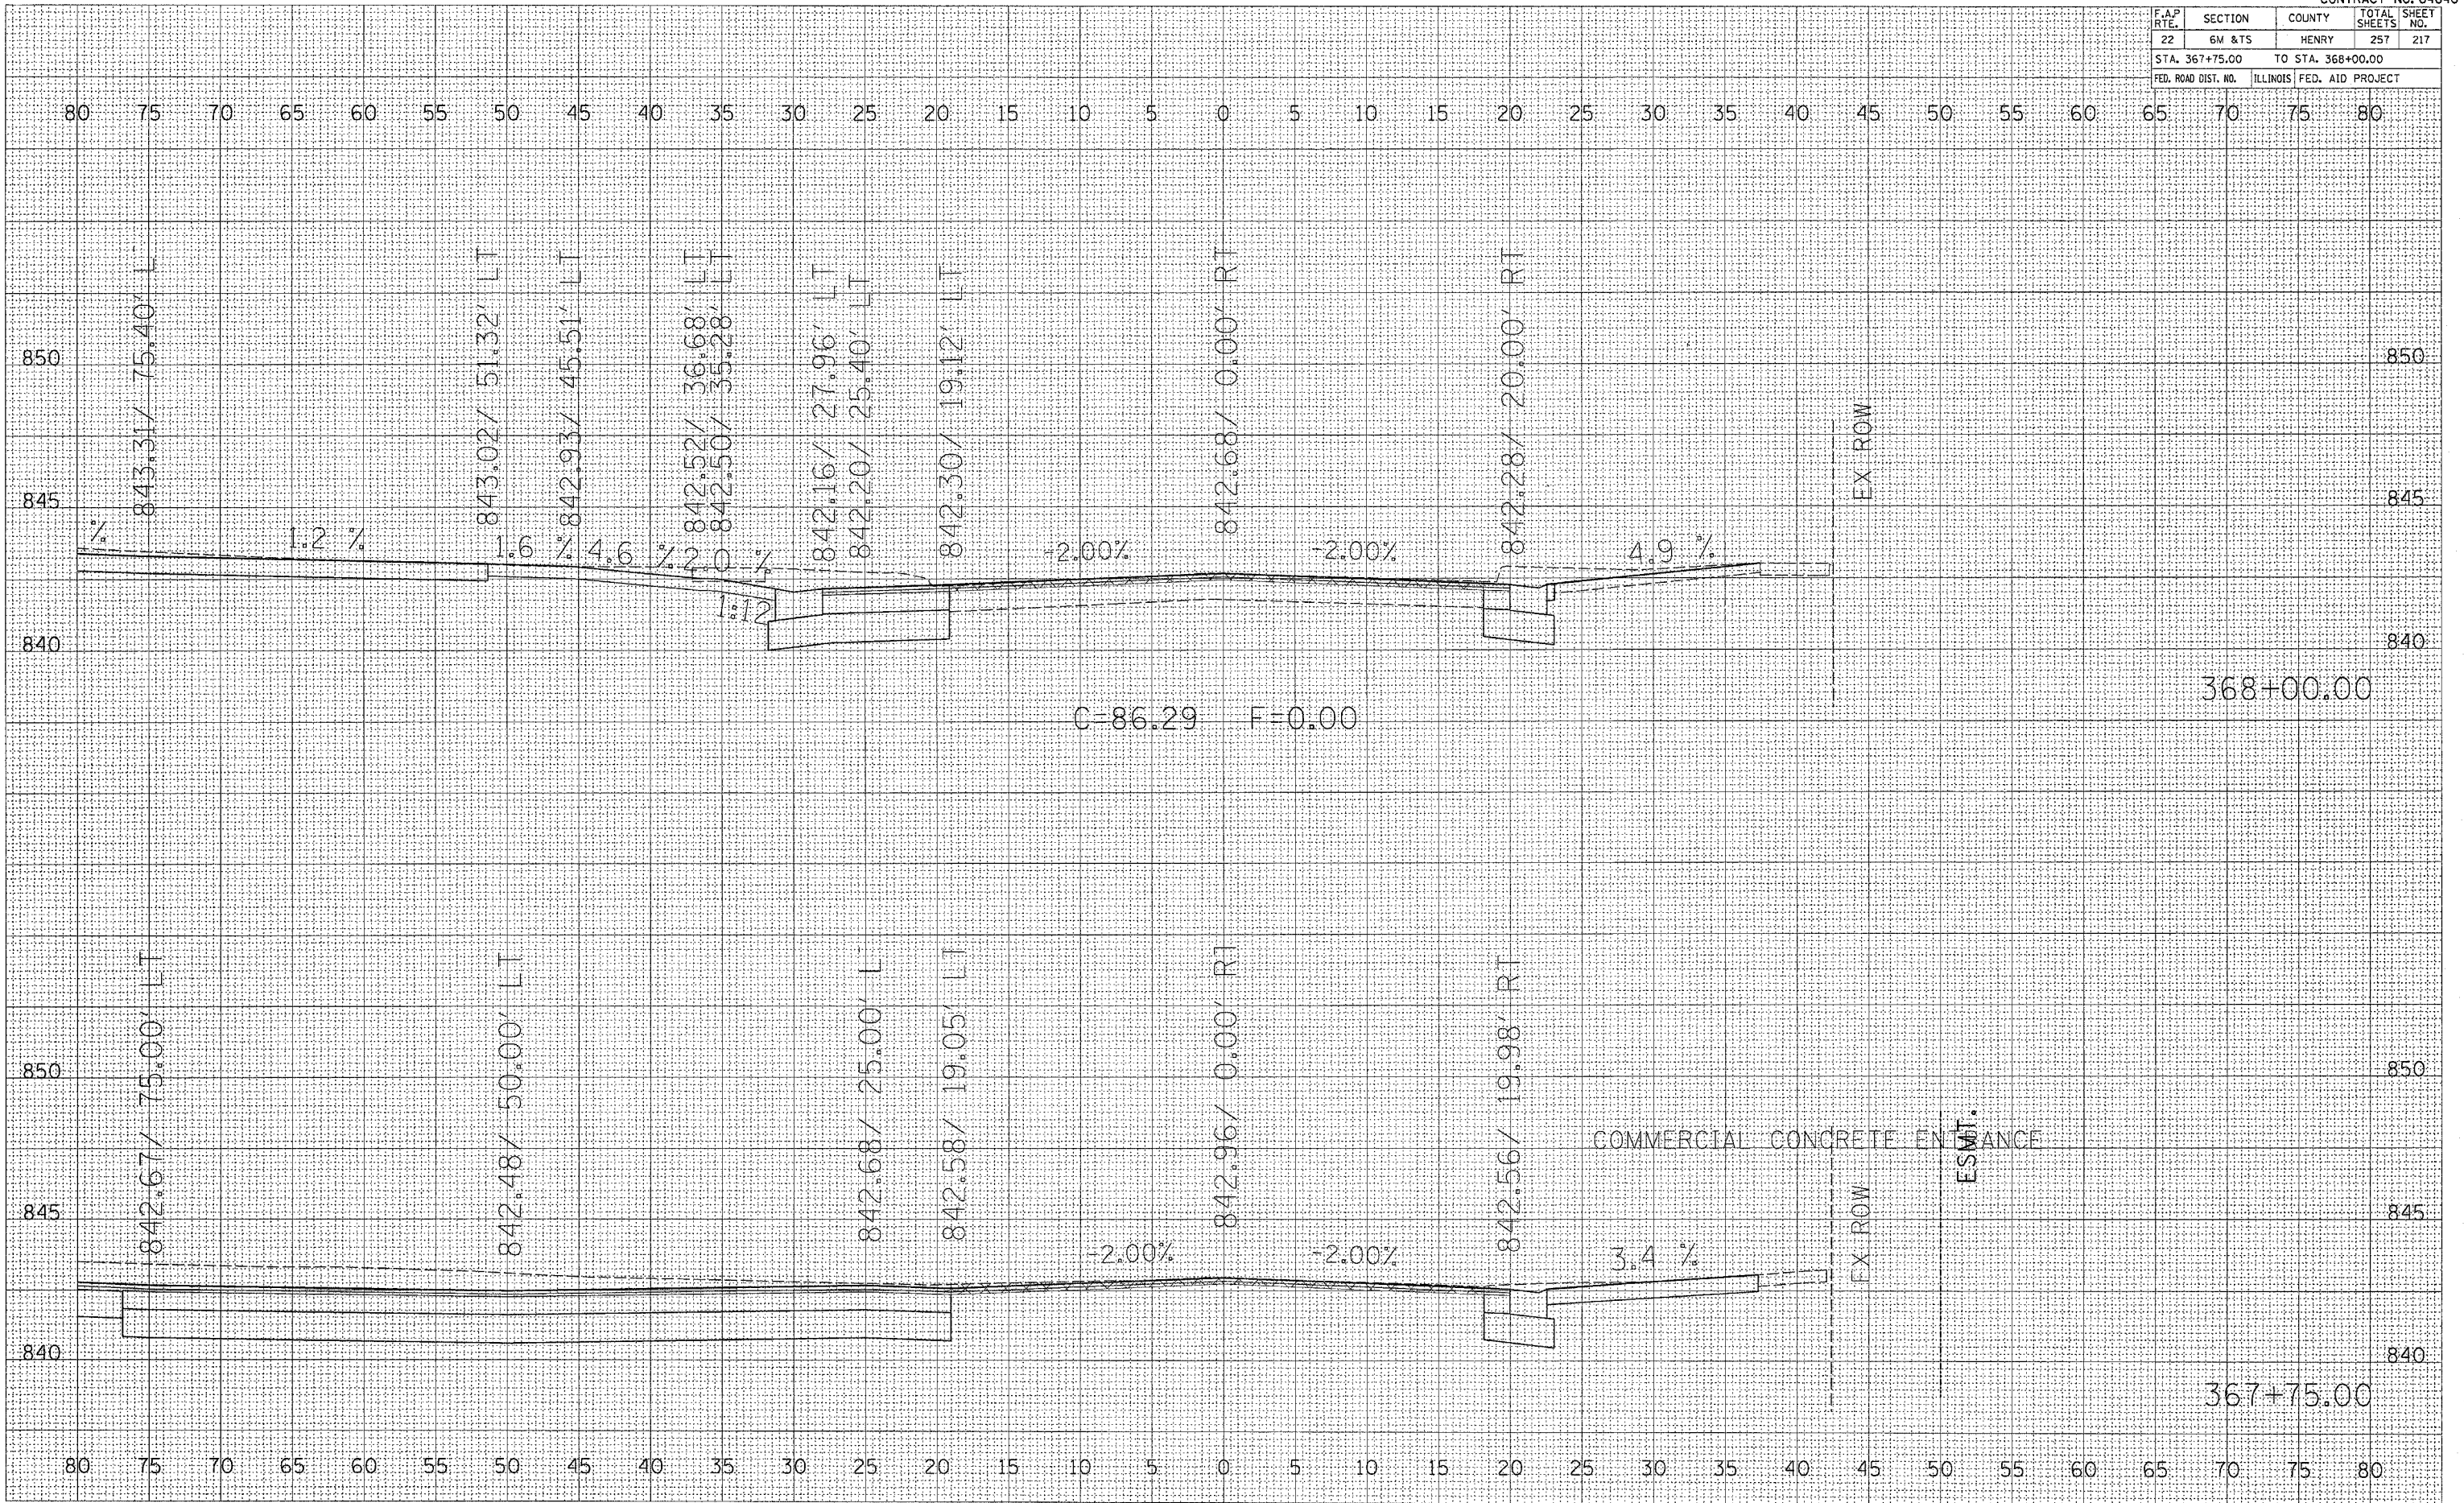 F.A.P RTE. SECTION COUNTY TOTAL SHEETS SHEET NO.
22 6M &TS HENRY 257 217
STA. 367+75.00 TO STA. 368+00.00
FED. ROAD DIST. NO. ILLINOIS FED. AID PROJECT
80 75 70 65 60 55 50 45 40 35 30 25 20 15 10 5 0 5 10 15 20 25 30 35 40 45 50 55 60 65 70 75 80
843.31/ 75.40' L
843.02/ 51.32' LT
842.93/ 45.51' LT
842.52/ 36.68' LT
842.50/ 35.28' LT
842.16/ 27.96' LT
842.20/ 25.40' LT
842.30/ 19.12' LT
842.68/ 0.00' RT
842.28/ 20.00' RT
EX ROW
850 850
845 845
% 1.2 % 1.6 % 4.6 % 2.0 % -2.00% -2.00% 4.9 %
1:12
840 840
368+00.00
C=86.29 F=0.00
842.67/ 75.00' LT
842.48/ 50.00' LT
842.68/ 25.00' L
842.58/ 19.05' LT
842.96/ 0.00' RT
842.56/ 19.98' RT
850 850
COMMERCIAL CONCRETE EN RANCE
ESMT.
EX ROW
845 845
-2.00% -2.00% 3.4 %
840 840
367+75.00
80 75 70 65 60 55 50 45 40 35 30 25 20 15 10 5 0 5 10 15 20 25 30 35 40 45 50 55 60 65 70 75 80